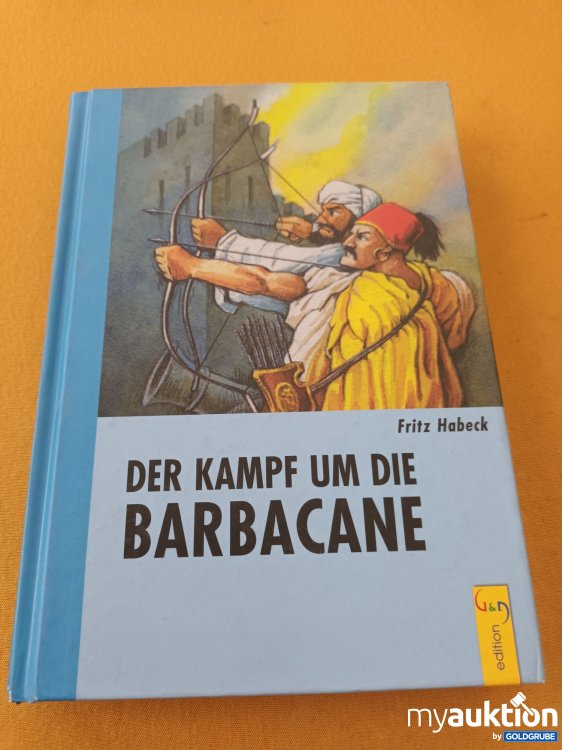 Fritz Habeck
DER KAMPF UM DIE
BARBACANE
G&G
edition
myauktion
by GOLDGRUBE